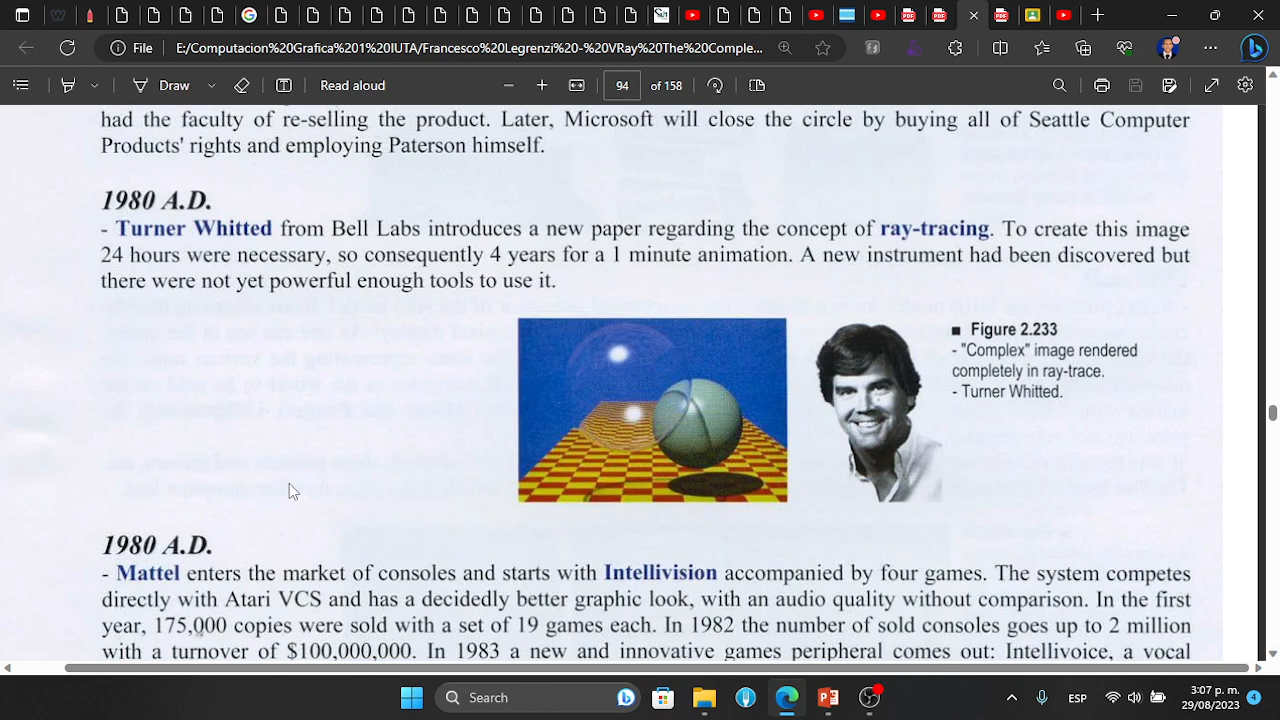 File
E:/Computacion%20Grafica%201%20IUTA/Francesco%20Legrenzi%20-%20VRay%20The%20Comple...
Draw
Read aloud
94
of 158
had the faculty of re-selling the product. Later, Microsoft will close the circle by buying all of Seattle Computer
Products' rights and employing Paterson himself.
1980 A.D.
- Turner Whitted from Bell Labs introduces a new paper regarding the concept of ray-tracing. To create this image
24 hours were necessary, so consequently 4 years for a 1 minute animation. A new instrument had been discovered but
there were not yet powerful enough tools to use it.
■ Figure 2.233
- "Complex" image rendered
completely in ray-trace.
- Turner Whitted.
1980 A.D.
- Mattel enters the market of consoles and starts with Intellivision accompanied by four games. The system competes
directly with Atari VCS and has a decidedly better graphic look, with an audio quality without comparison. In the first
year, 175,000 copies were sold with a set of 19 games each. In 1982 the number of sold consoles goes up to 2 million
with a turnover of $100,000,000. In 1983 a new and innovative games peripheral comes out: Intellivoice, a vocal
Search
ESP
3:07 p. m.
29/08/2023
4